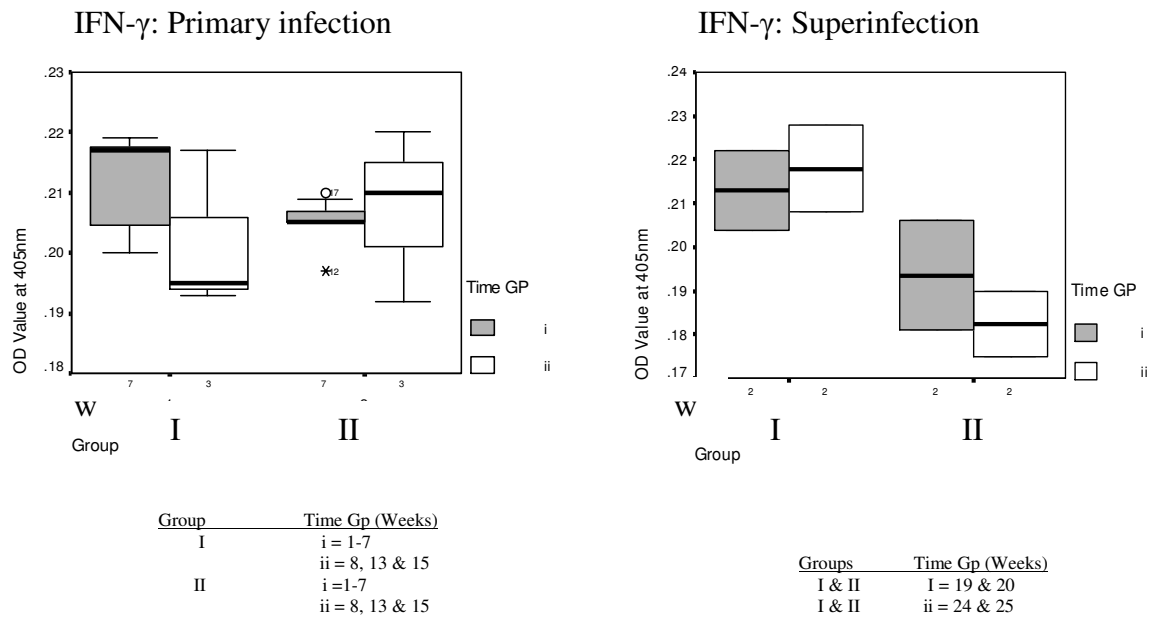 IFN-γ: Primary infection
.23
.22
.21
.20
.19
.18
OD Value at 405nm
17
12
7
3
7
3
Time GP
i
ii
w
I
II
Group
Group Time Gp (Weeks)
I i = 1-7
ii = 8, 13 & 15
II i =1-7
ii = 8, 13 & 15
IFN-γ: Superinfection
.24
.23
.22
.21
.20
.19
.18
.17
OD Value at 405nm
2
2
2
2
Time GP
i
ii
w
I
II
Group
Groups Time Gp (Weeks)
I & II I = 19 & 20
I & II ii = 24 & 25